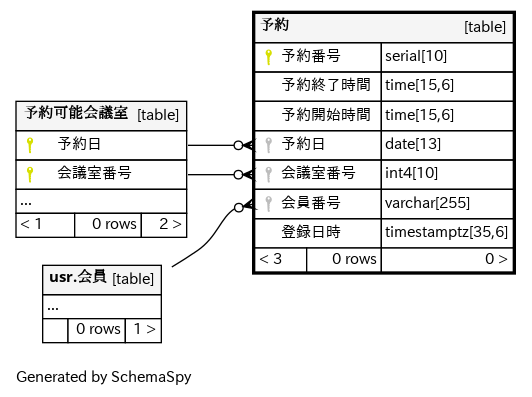 予約 [table]
予約番号 serial[10]
予約終了時間 time[15,6]
予約開始時間 time[15,6]
予約日 date[13]
会議室番号 int4[10]
会員番号 varchar[255]
登録日時 timestamptz[35,6]
< 3 0 rows 0 >
予約可能会議室 [table]
予約日
会議室番号
...
< 1 0 rows 2 >
usr.会員 [table]
...
0 rows 1 >
Generated by SchemaSpy